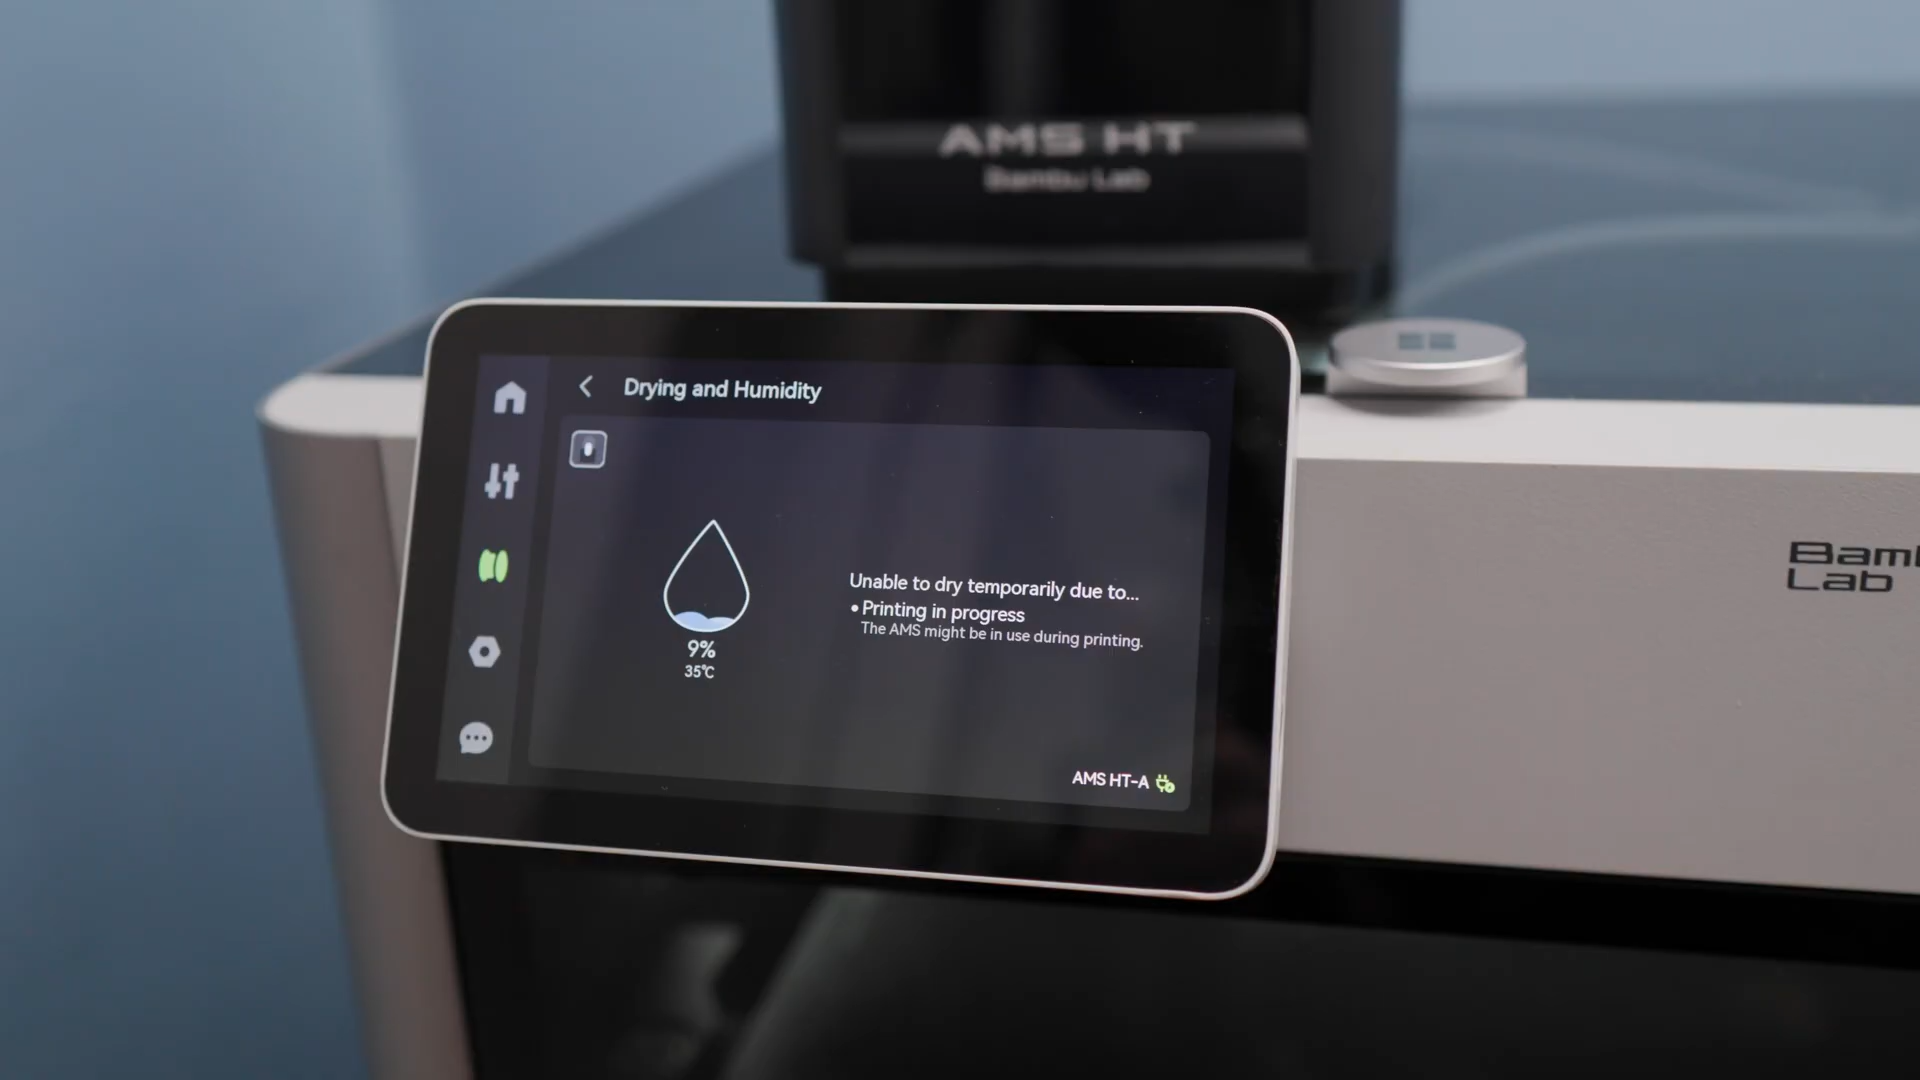 AMS HT
Bambu Lab
Drying and Humidity
Unable to dry temporarily due to...
• Printing in progress
The AMS might be in use during printing.
9%
35℃
AMS HT-A
Bam
Lab